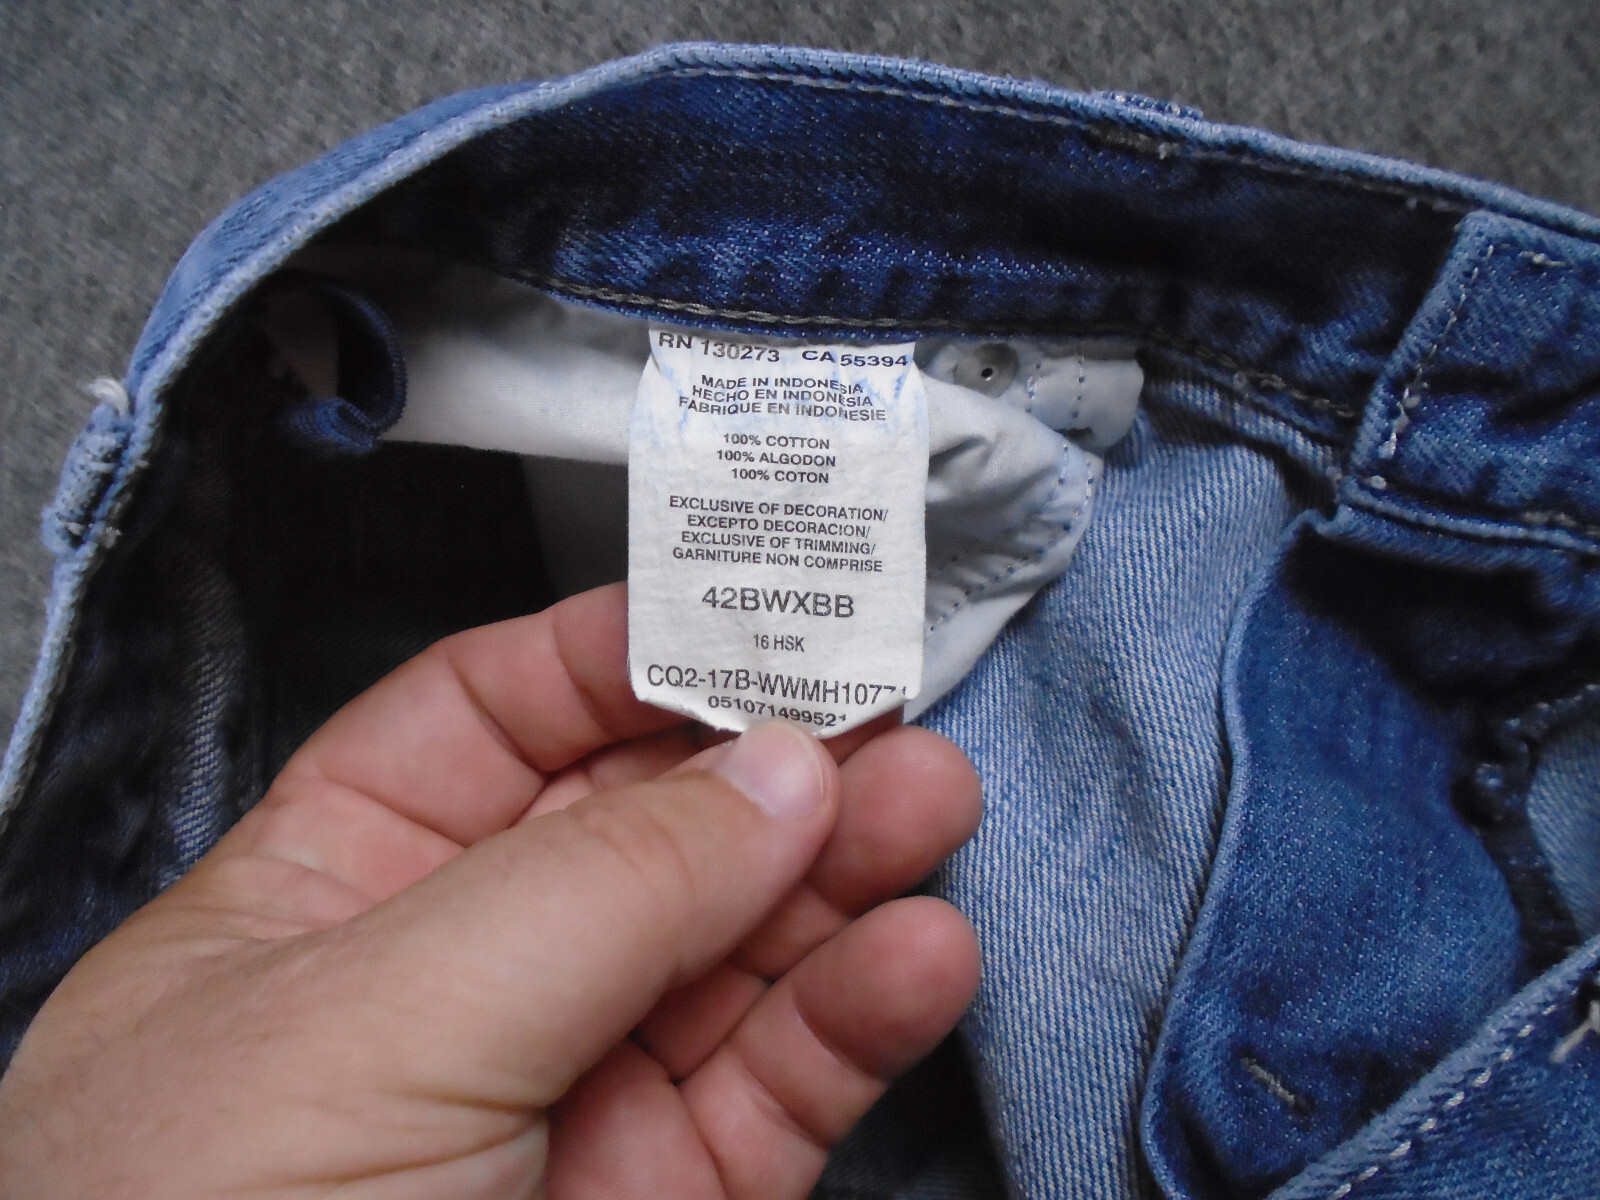 RN 130273 CA 55394
MADE IN INDONESIA
HECHO EN INDONESIA
FABRIQUE EN INDONESIE
100% COTTON
100% ALGODON
100% COTON
EXCLUSIVE OF DECORATION/
EXCEPTO DECORACION/
EXCLUSIVE OF TRIMMING/
GARNITURE NON COMPRISE
42BWXBB
16 HSK